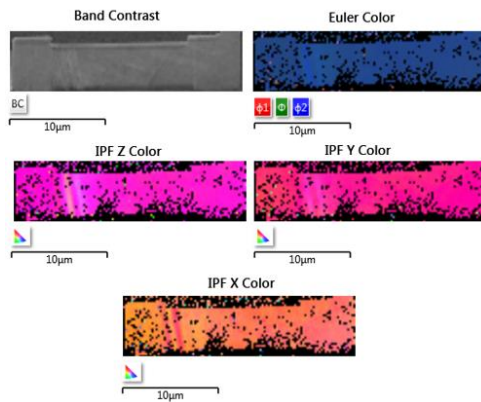 Band Contrast
Euler Color
BC
φ1 Φ φ2
10μm
10μm
IPF Z Color
IPF Y Color
10μm
10μm
IPF X Color
10μm